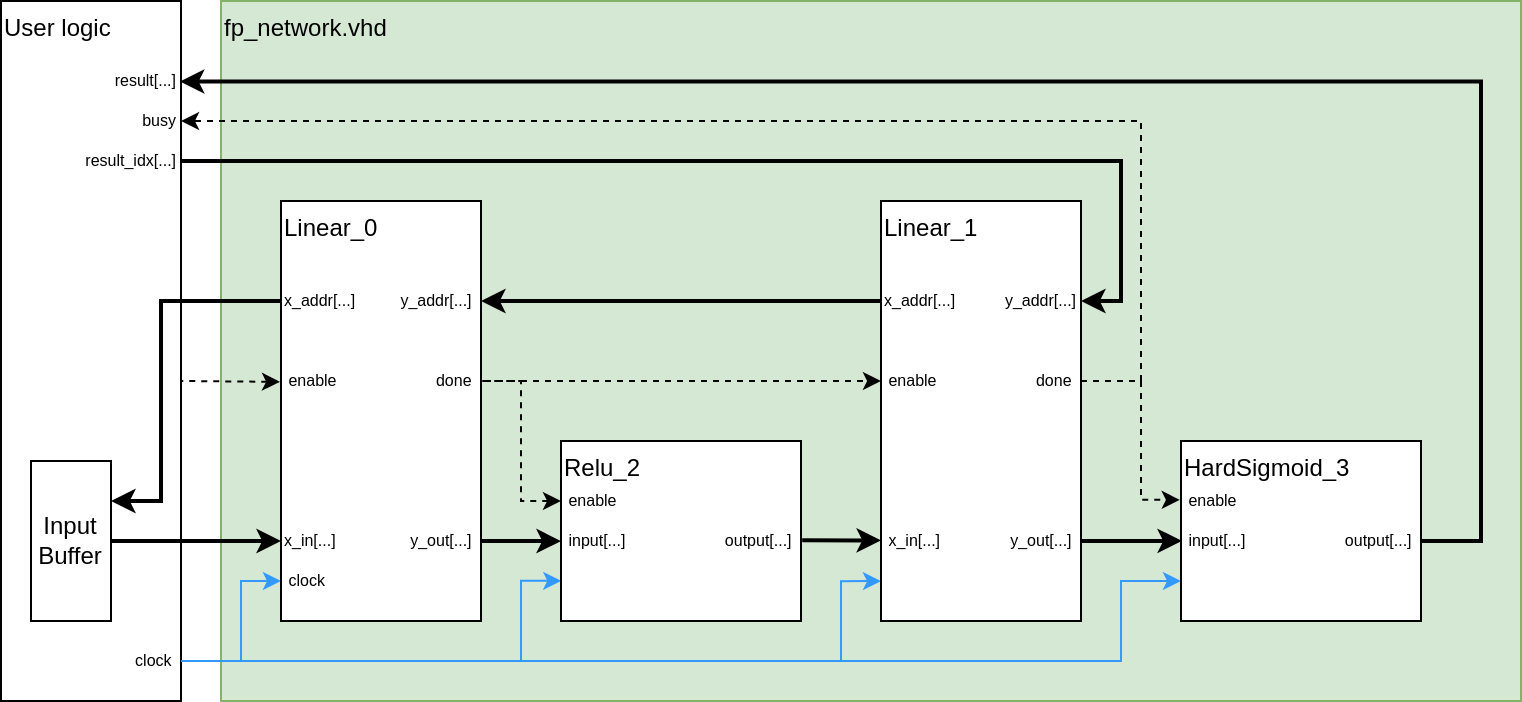 User logic
result[...]
busy
result_idx[...]
Input
Buffer
clock
fp_network.vhd
Linear_0
x_addr[...]
y_addr[...]
enable
done
x_in[...]
y_out[...]
clock
Relu_2
enable
input[...]
output[...]
Linear_1
x_addr[...]
y_addr[...]
enable
done
x_in[...]
y_out[...]
HardSigmoid_3
enable
input[...]
output[...]